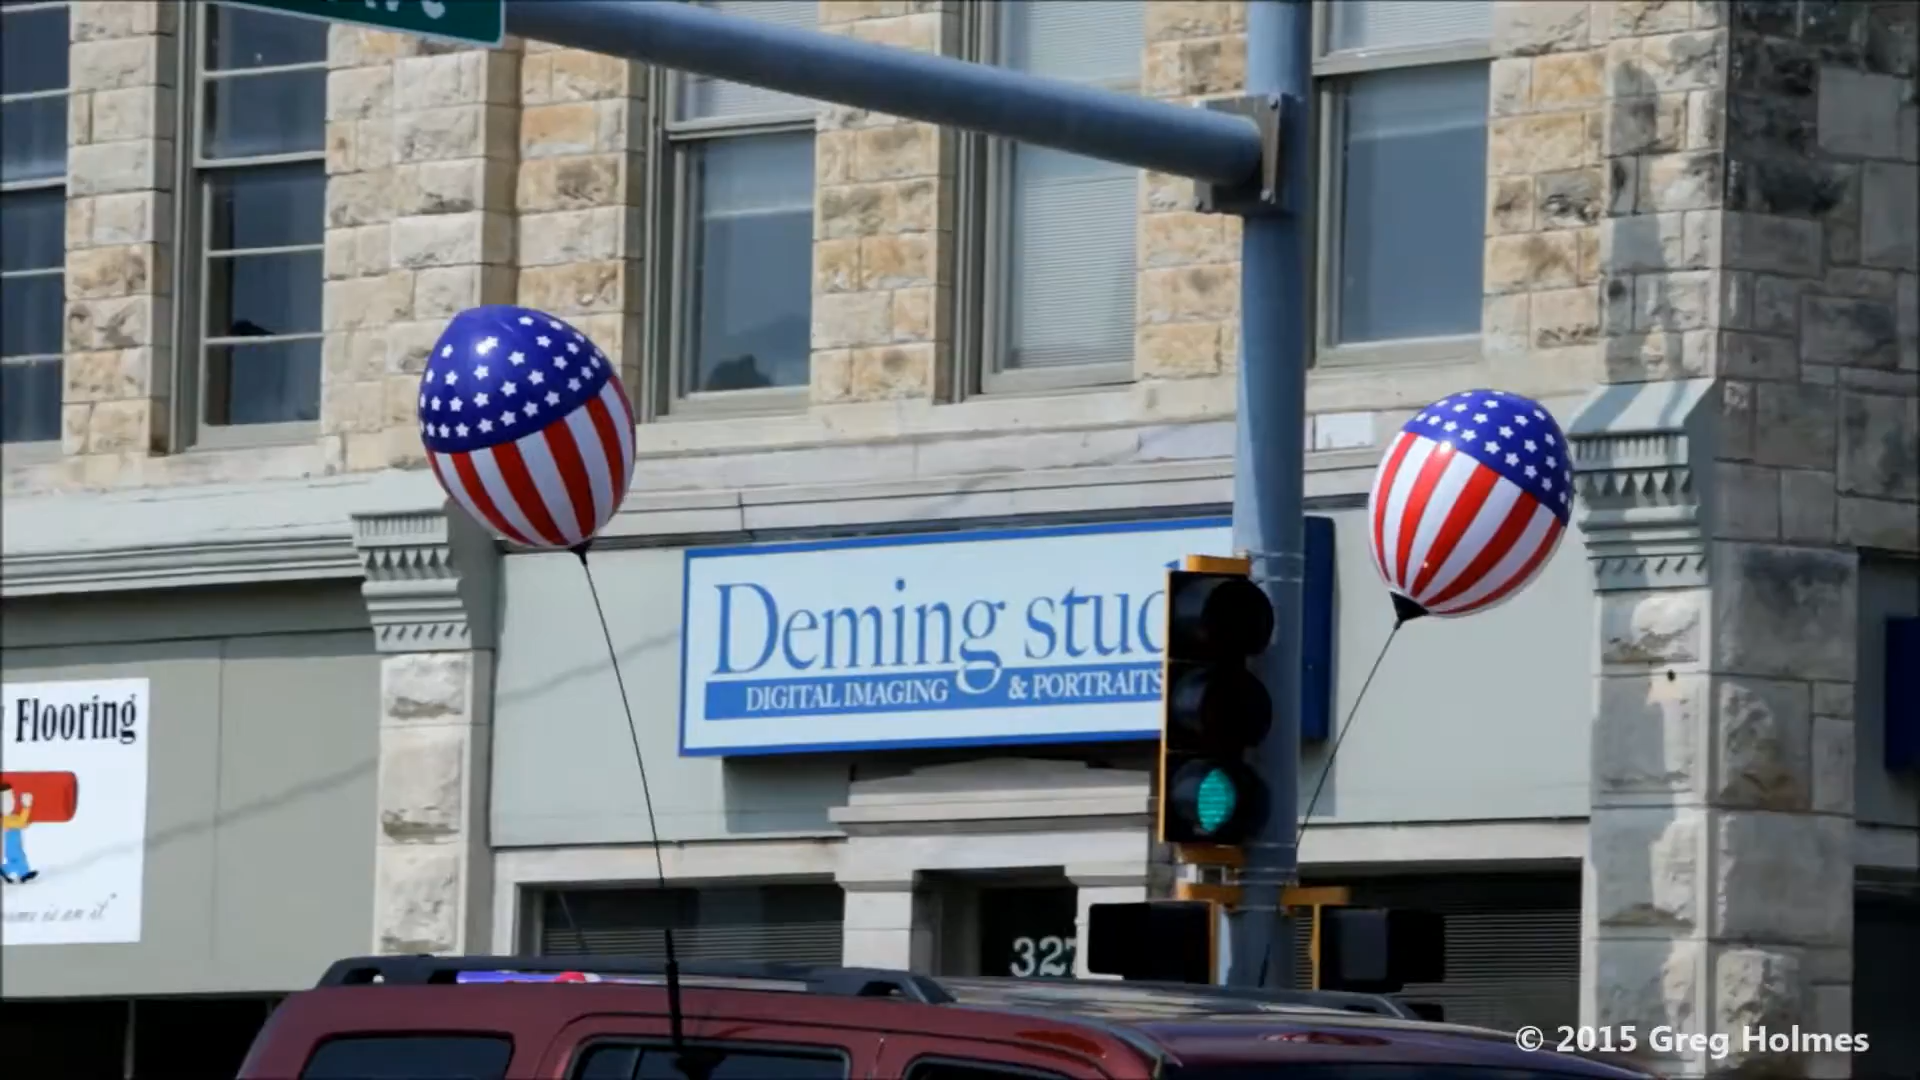 Deming stud
DIGITAL IMAGING & PORTRAITS
Flooring
327
© 2015 Greg Holmes